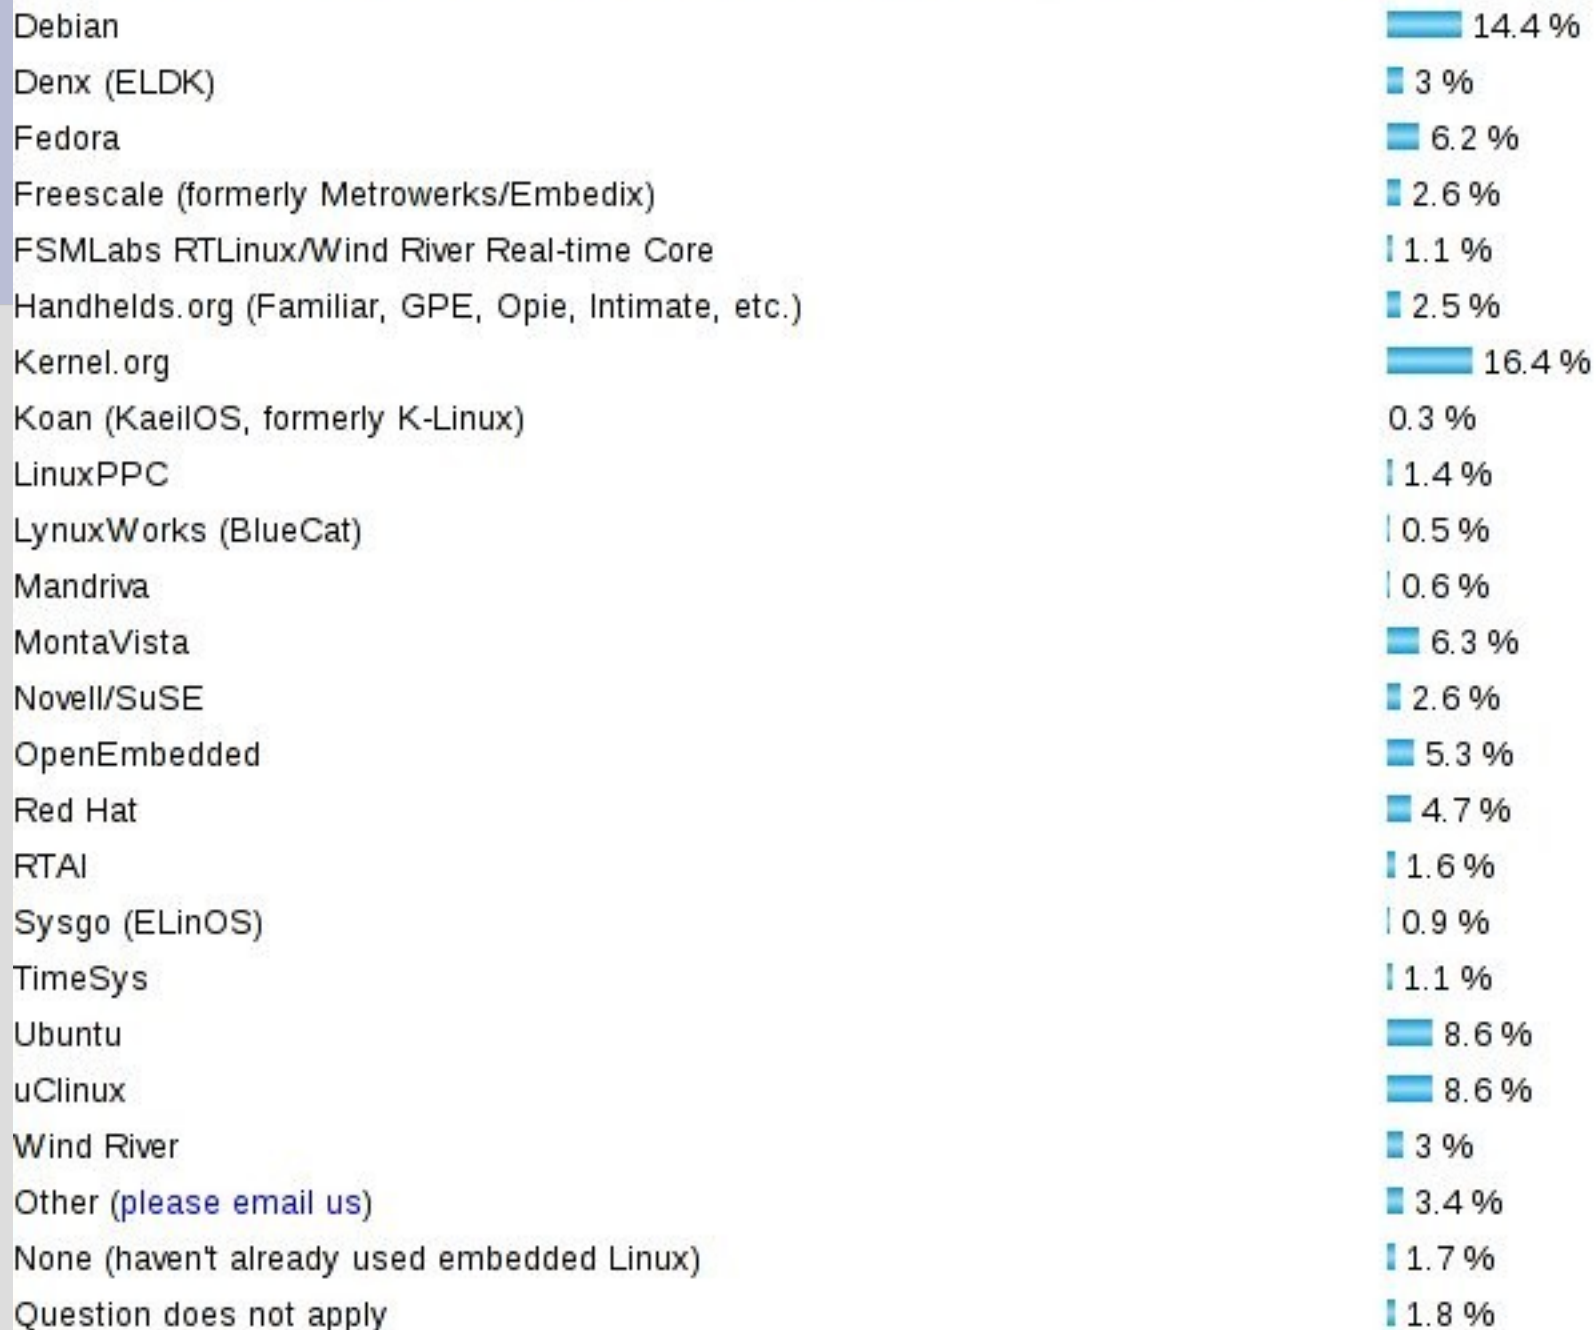 Debian 14.4 %
Denx (ELDK) 3 %
Fedora 6.2 %
Freescale (formerly Metrowerks/Embedix) 2.6 %
FSMLabs RTLinux/Wind River Real-time Core 1.1 %
Handhelds.org (Familiar, GPE, Opie, Intimate, etc.) 2.5 %
Kernel.org 16.4 %
Koan (KaeilOS, formerly K-Linux) 0.3 %
LinuxPPC 1.4 %
LynuxWorks (BlueCat) 0.5 %
Mandriva 0.6 %
MontaVista 6.3 %
Novell/SuSE 2.6 %
OpenEmbedded 5.3 %
Red Hat 4.7 %
RTAI 1.6 %
Sysgo (ELinOS) 0.9 %
TimeSys 1.1 %
Ubuntu 8.6 %
uClinux 8.6 %
Wind River 3 %
Other (please email us) 3.4 %
None (haven't already used embedded Linux) 1.7 %
Question does not apply 1.8 %